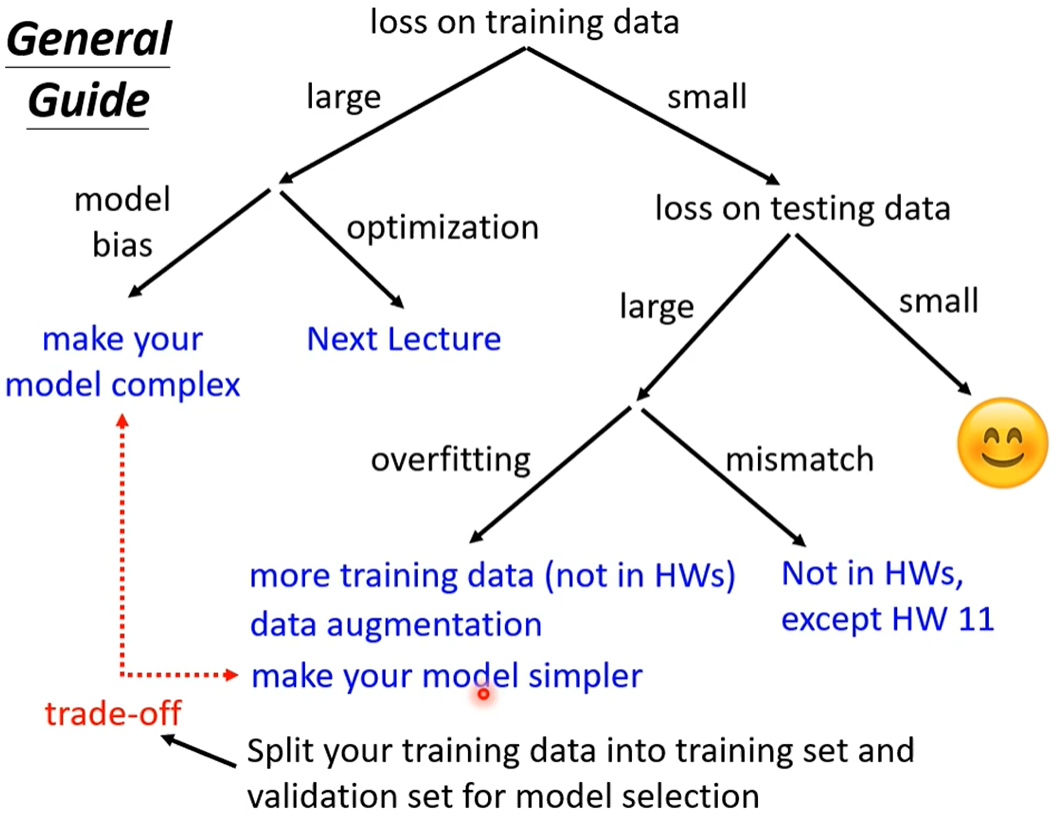 General
Guide
loss on training data
large
small
model
bias
optimization
loss on testing data
make your
model complex
Next Lecture
large
small
overfitting
mismatch
more training data (not in HWs)
data augmentation
make your model simpler
Not in HWs,
except HW 11
trade-off
Split your training data into training set and
validation set for model selection